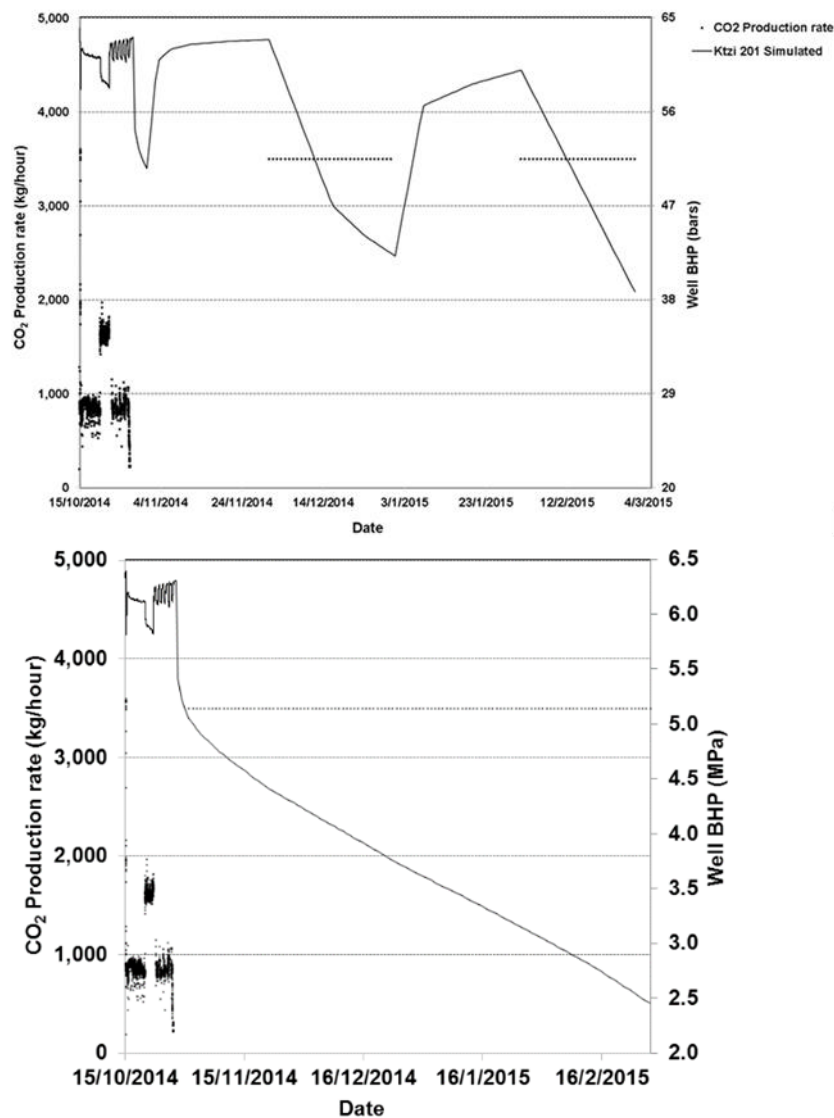 CO2 Production rate
Ktzi 201 Simulated
CO₂ Production rate (kg/hour)
5,000
4,000
3,000
2,000
1,000
0
65
56
47
38
29
20
Well BHP (bars)
15/10/2014 4/11/2014 24/11/2014 14/12/2014 3/1/2015 23/1/2015 12/2/2015 4/3/2015
Date
CO₂ Production rate (kg/hour)
5,000
4,000
3,000
2,000
1,000
0
6.5
6.0
5.5
5.0
4.5
4.0
3.5
3.0
2.5
2.0
Well BHP (MPa)
15/10/2014 15/11/2014 16/12/2014 16/1/2015 16/2/2015
Date